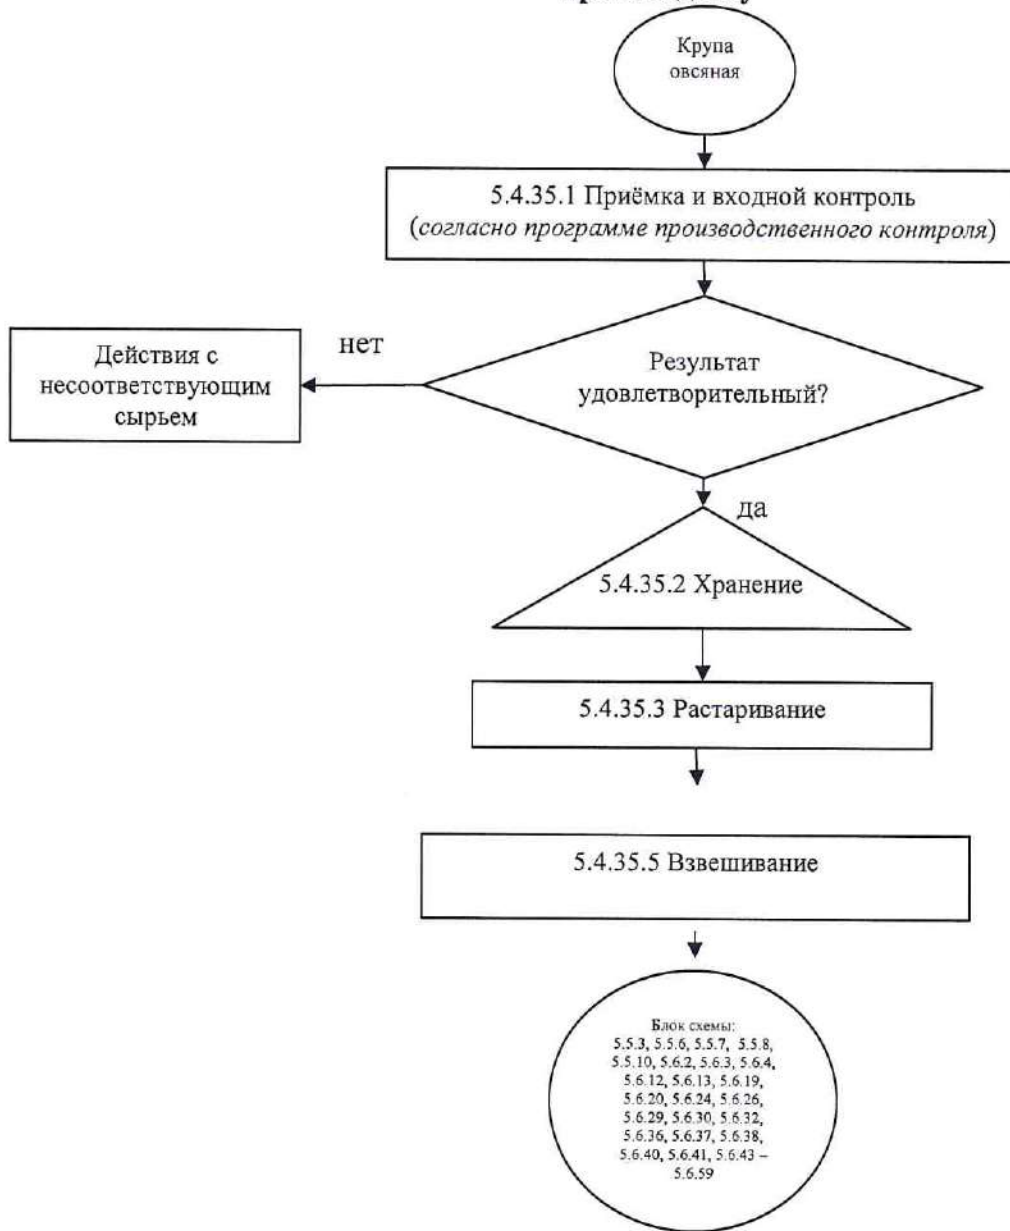 Крупа
овсяная
5.4.35.1 Приёмка и входной контроль
(согласно программе производственного контроля)
нет
Действия с
несоответствующим
сырьем
Результат
удовлетворительный?
да
5.4.35.2 Хранение
5.4.35.3 Растаривание
5.4.35.5 Взвешивание
Блок схемы:
5.5.3, 5.5.6, 5.5.7, 5.5.8,
5.5.10, 5.6.2, 5.6.3, 5.6.4,
5.6.12, 5.6.13, 5.6.19,
5.6.20, 5.6.24, 5.6.26,
5.6.29, 5.6.30, 5.6.32,
5.6.36, 5.6.37, 5.6.38,
5.6.40, 5.6.41, 5.6.43 –
5.6.59